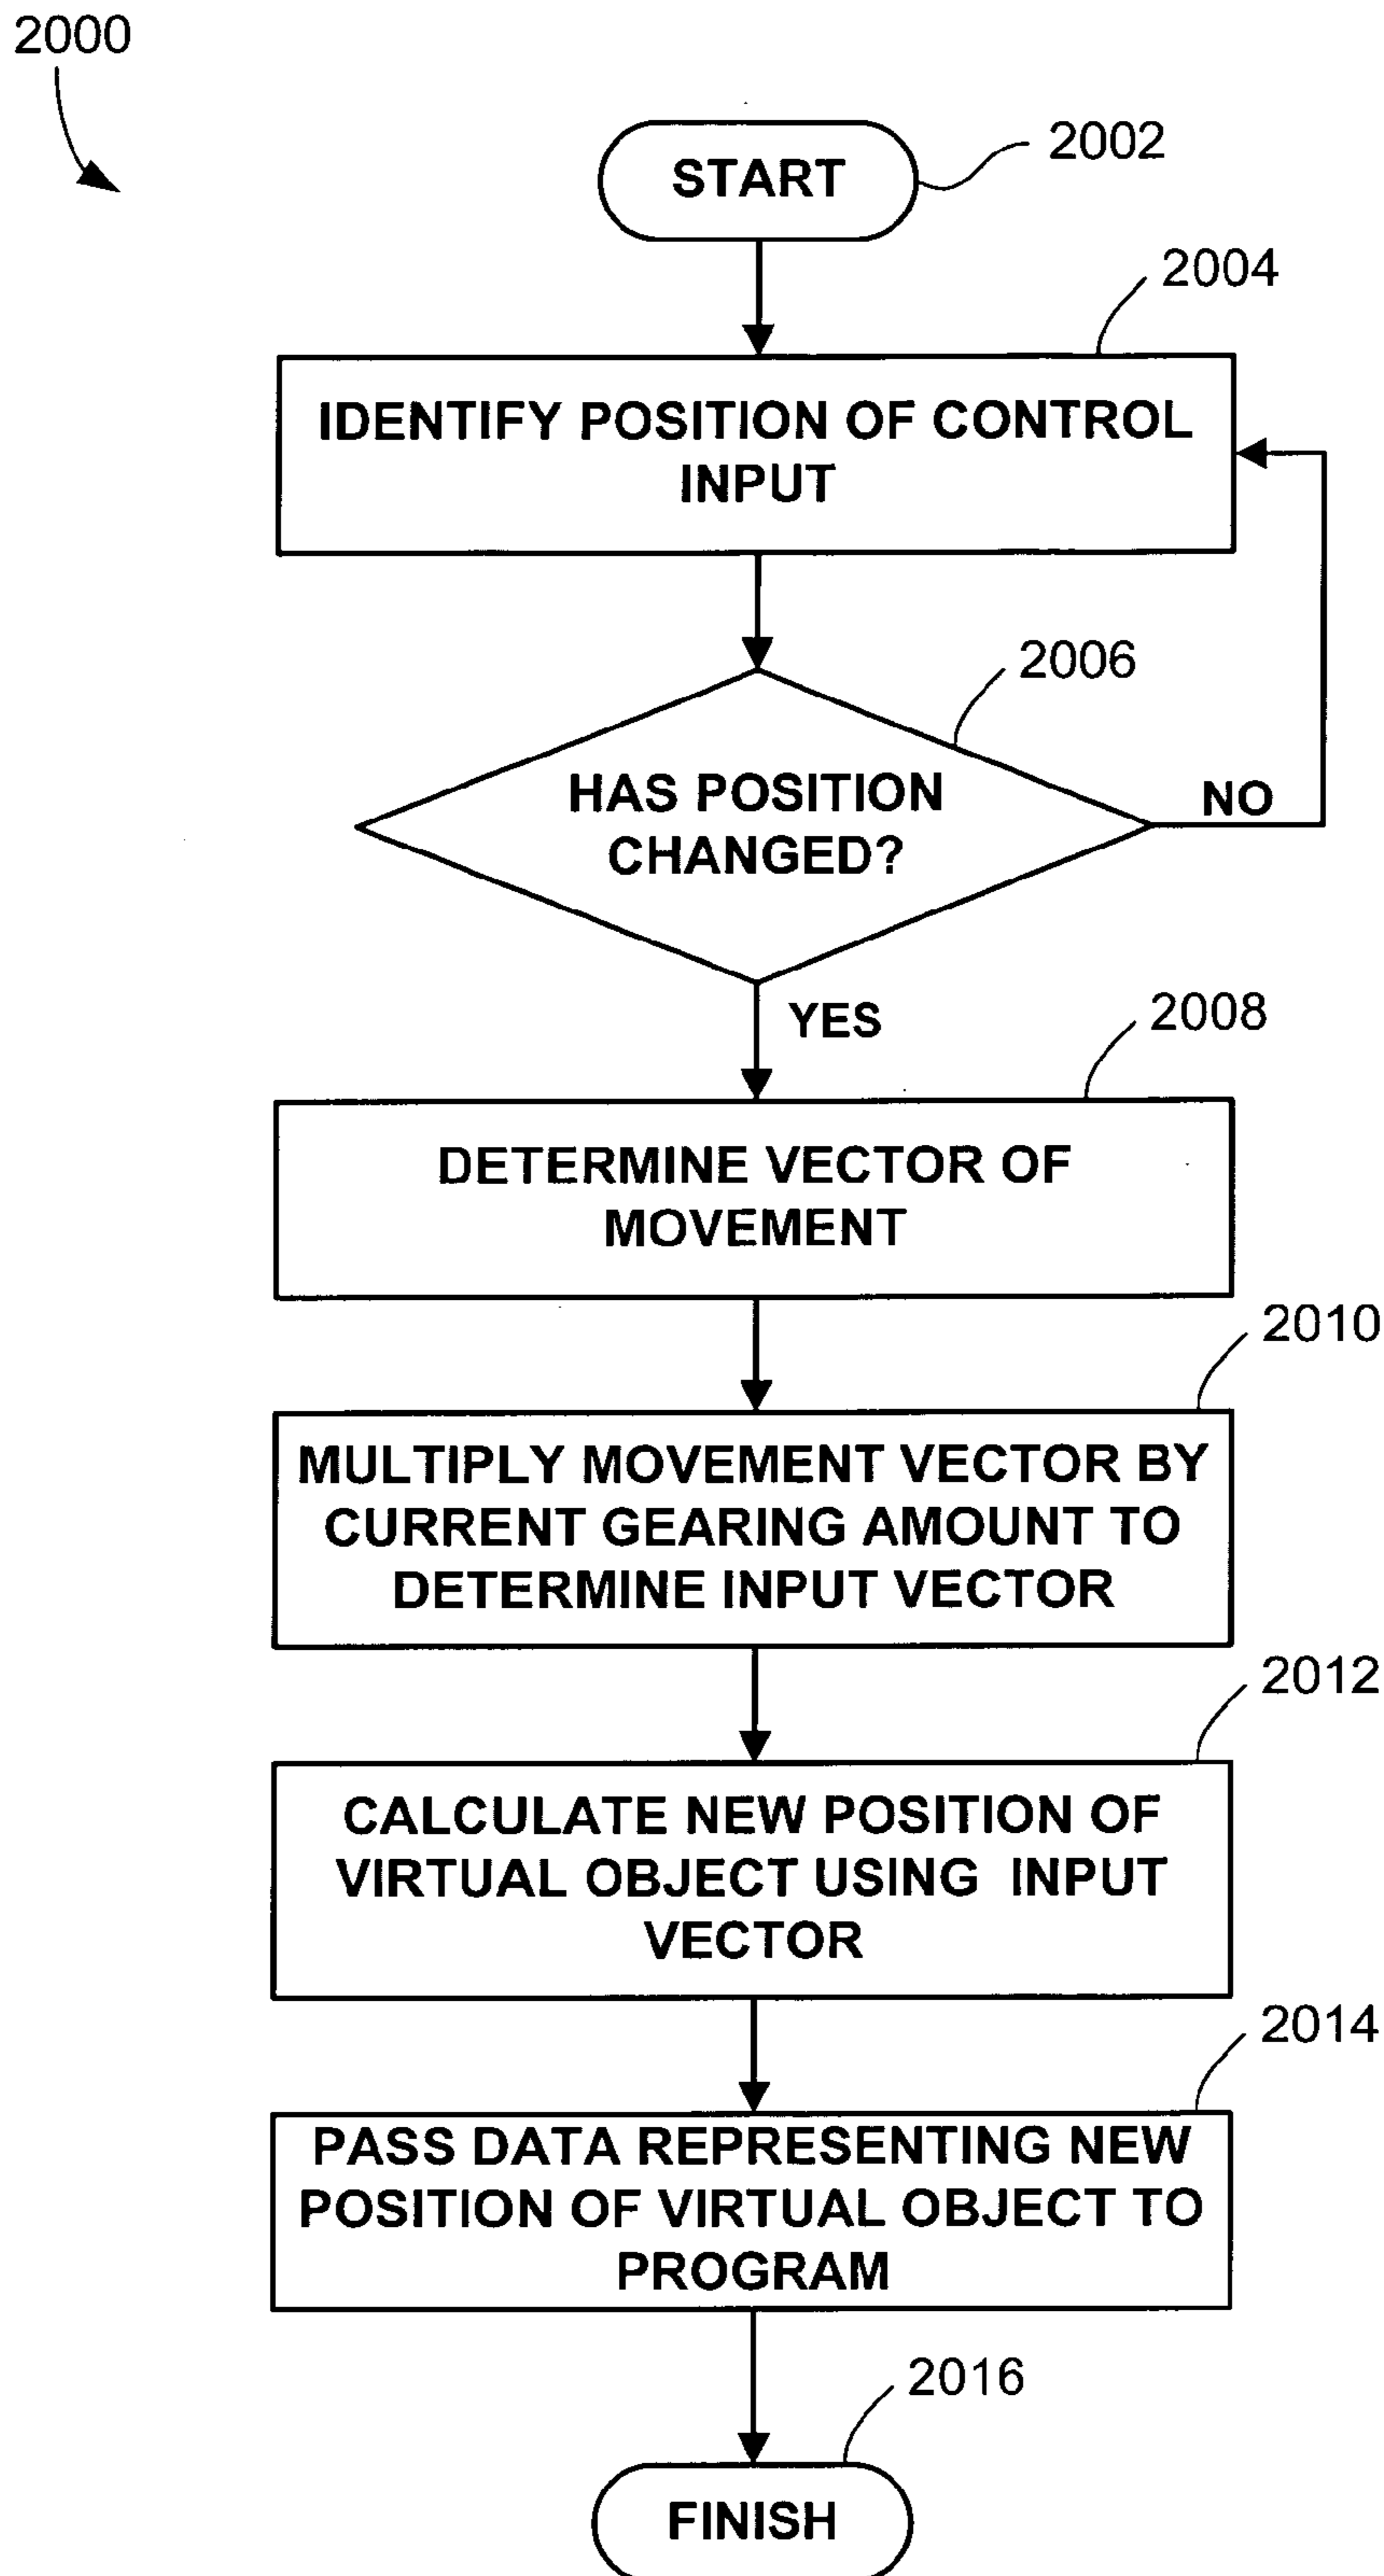 2000
START
2002
2004
IDENTIFY POSITION OF CONTROL
INPUT
2006
HAS POSITION
CHANGED?
NO
YES
2008
DETERMINE VECTOR OF
MOVEMENT
2010
MULTIPLY MOVEMENT VECTOR BY
CURRENT GEARING AMOUNT TO
DETERMINE INPUT VECTOR
2012
CALCULATE NEW POSITION OF
VIRTUAL OBJECT USING INPUT
VECTOR
2014
PASS DATA REPRESENTING NEW
POSITION OF VIRTUAL OBJECT TO
PROGRAM
2016
FINISH